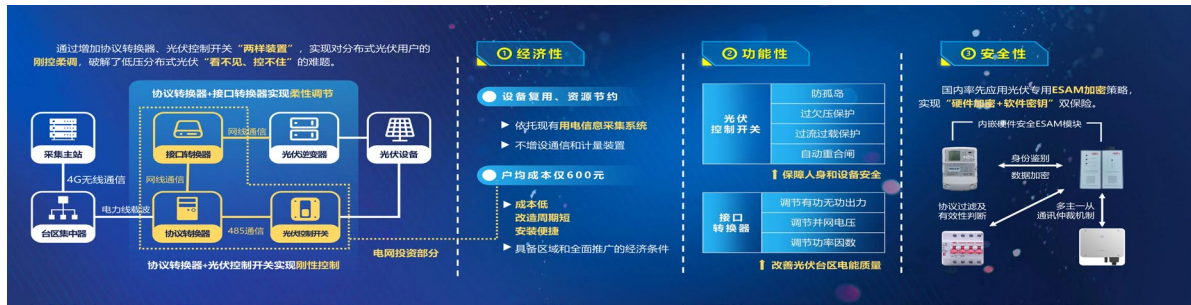 通过增加协议转换器、光伏控制开关“两样装置”，实现对分布式光伏用户的
刚控柔调，破解了低压分布式光伏“看不见、控不住”的难题。
协议转换器+接口转换器实现柔性调节
采集主站
接口转换器
网线通信
光伏逆变器
光伏设备
4G无线通信
网线通信
台区集中器
电力线载波
协议转换器
485通信
光伏控制开关
协议转换器+光伏控制开关实现刚性控制
电网投资部分
① 经济性
设备复用、资源节约
依托现有用电信息采集系统
不增设通信和计量装置
户均成本仅600元
成本低
改造周期短
安装便捷
具备区域和全面推广的经济条件
② 功能性
光伏
控制开关
防孤岛
过欠压保护
过流过载保护
自动重合闸
保障人身和设备安全
接口
转换器
调节有功无功出力
调节并网电压
调节功率因数
改善光伏台区电能质量
③ 安全性
国内率先应用光伏专用ESAM加密策略，
实现“硬件加密+软件密钥”双保险。
内嵌硬件安全ESAM模块
身份鉴别
数据加密
协议过滤及
有效性判断
多主一从
通讯仲裁机制